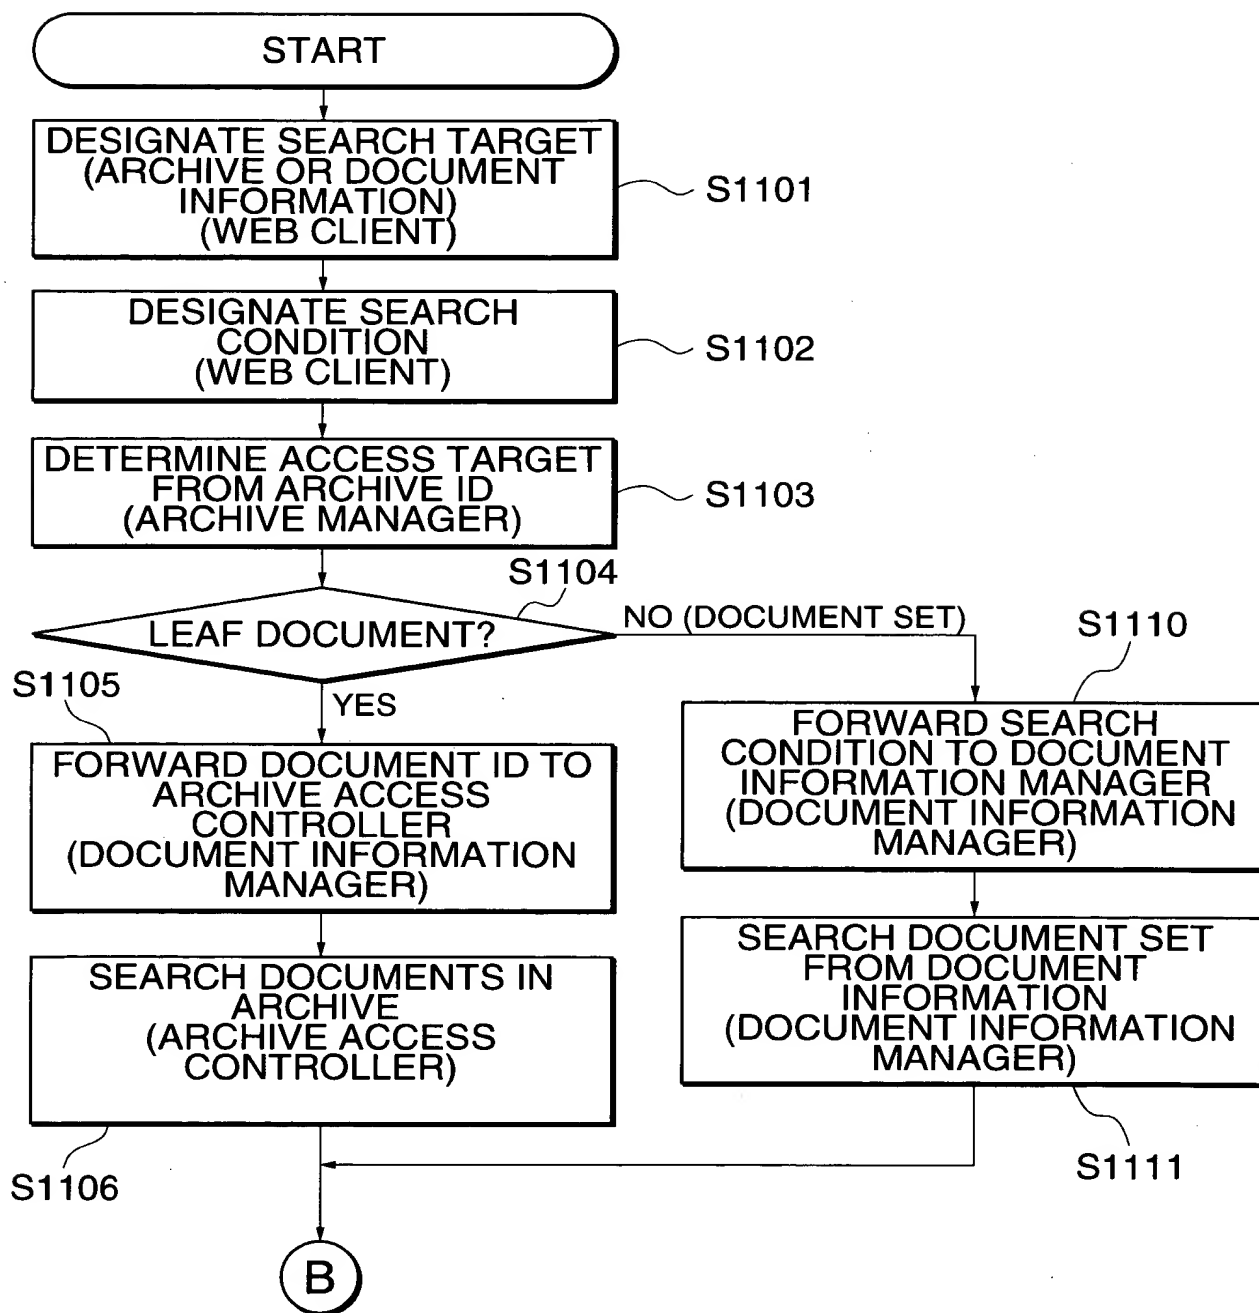 START
DESIGNATE SEARCH TARGET
(ARCHIVE OR DOCUMENT
INFORMATION)
(WEB CLIENT)
S1101
DESIGNATE SEARCH
CONDITION
(WEB CLIENT)
S1102
DETERMINE ACCESS TARGET
FROM ARCHIVE ID
(ARCHIVE MANAGER)
S1103
S1104
LEAF DOCUMENT?
NO (DOCUMENT SET)
YES
S1105
FORWARD DOCUMENT ID TO
ARCHIVE ACCESS
CONTROLLER
(DOCUMENT INFORMATION
MANAGER)
SEARCH DOCUMENTS IN
ARCHIVE
(ARCHIVE ACCESS
CONTROLLER)
S1106
S1110
FORWARD SEARCH
CONDITION TO DOCUMENT
INFORMATION MANAGER
(DOCUMENT INFORMATION
MANAGER)
SEARCH DOCUMENT SET
FROM DOCUMENT
INFORMATION
(DOCUMENT INFORMATION
MANAGER)
S1111
B